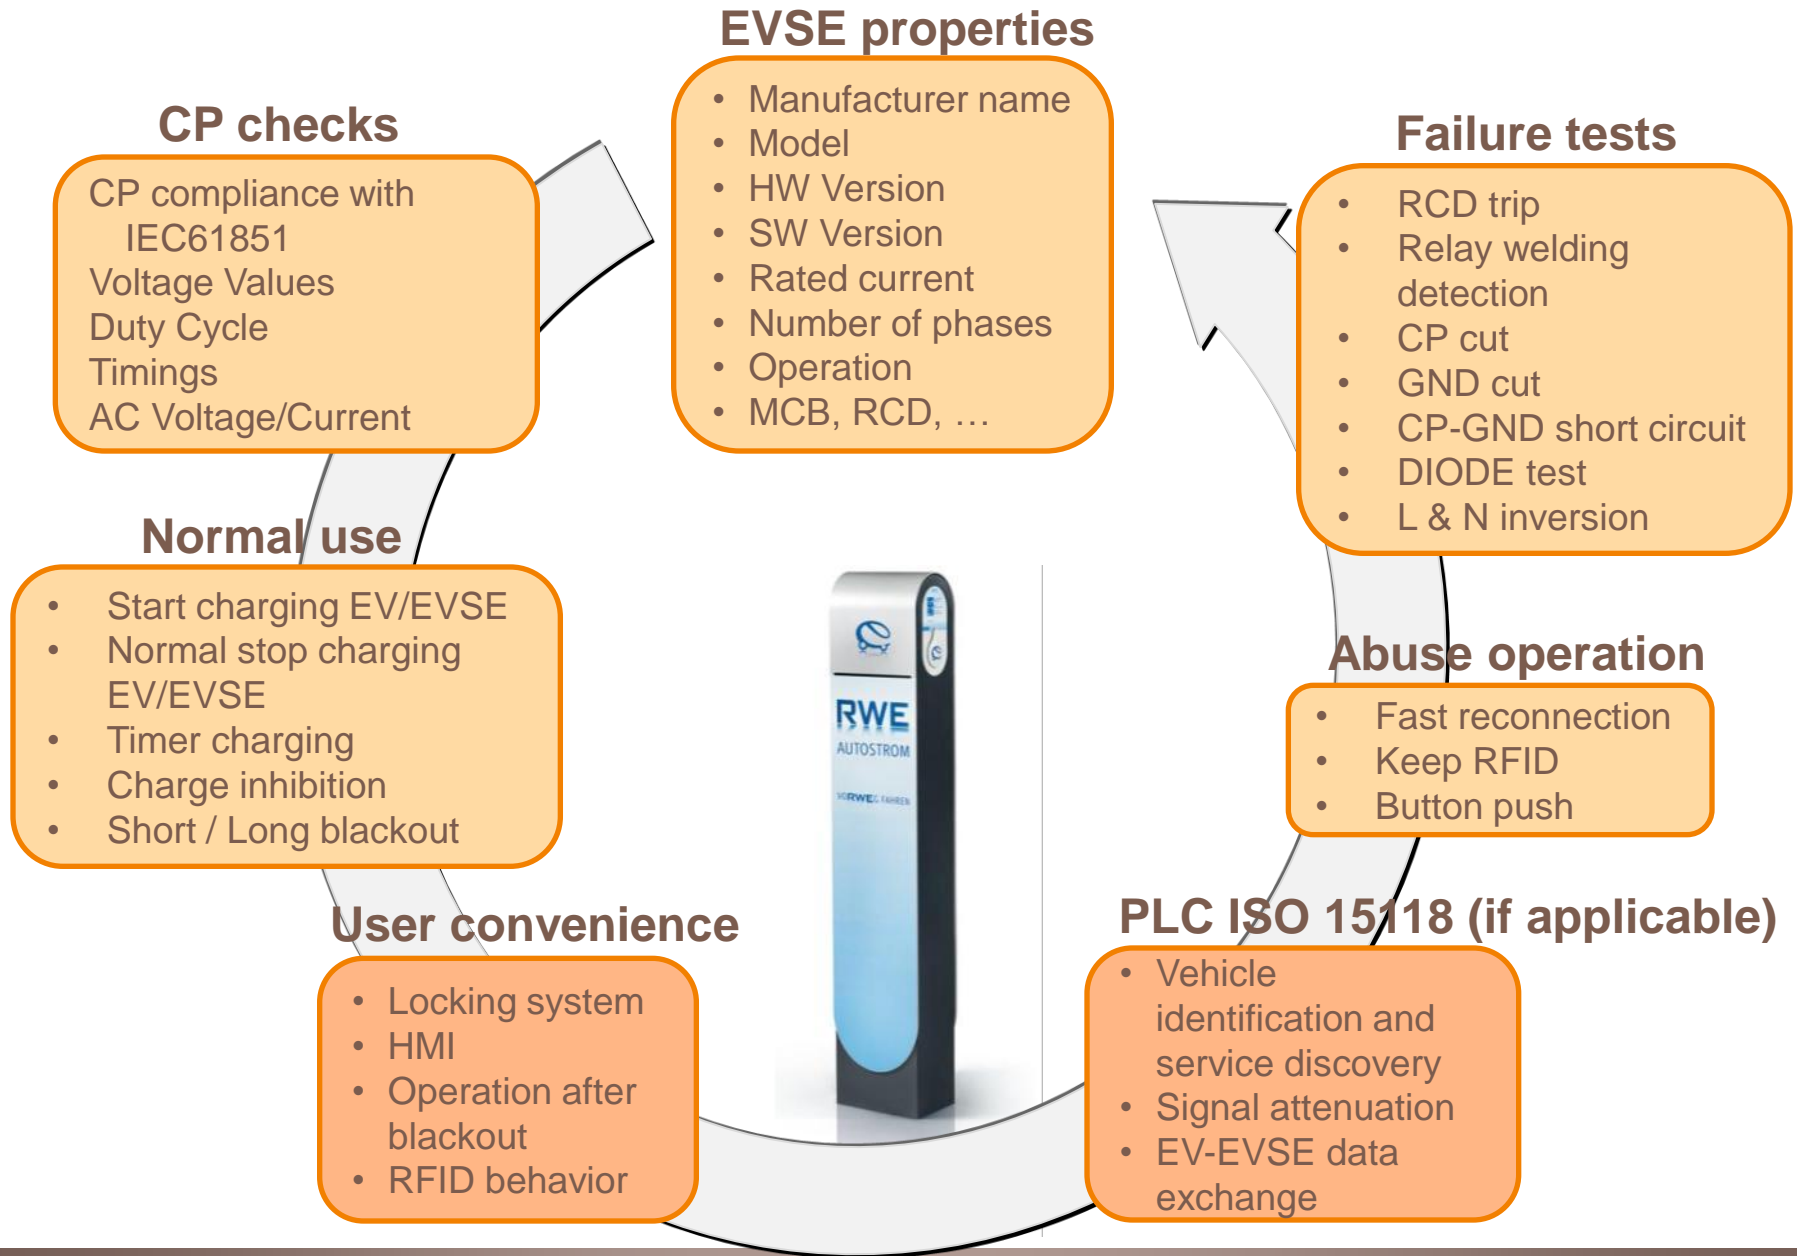 EVSE properties
• Manufacturer name
• Model
• HW Version
• SW Version
• Rated current
• Number of phases
• Operation
• MCB, RCD, …
CP checks
CP compliance with
IEC61851
Voltage Values
Duty Cycle
Timings
AC Voltage/Current
Normal use
• Start charging EV/EVSE
• Normal stop charging
EV/EVSE
• Timer charging
• Charge inhibition
• Short / Long blackout
User convenience
• Locking system
• HMI
• Operation after
blackout
• RFID behavior
RWE
AUTOSTROM
VORWEG FAHREN
PLC ISO 15118 (if applicable)
• Vehicle
identification and
service discovery
• Signal attenuation
• EV-EVSE data
exchange
Abuse operation
• Fast reconnection
• Keep RFID
• Button push
Failure tests
• RCD trip
• Relay welding
detection
• CP cut
• GND cut
• CP-GND short circuit
• DIODE test
• L & N inversion